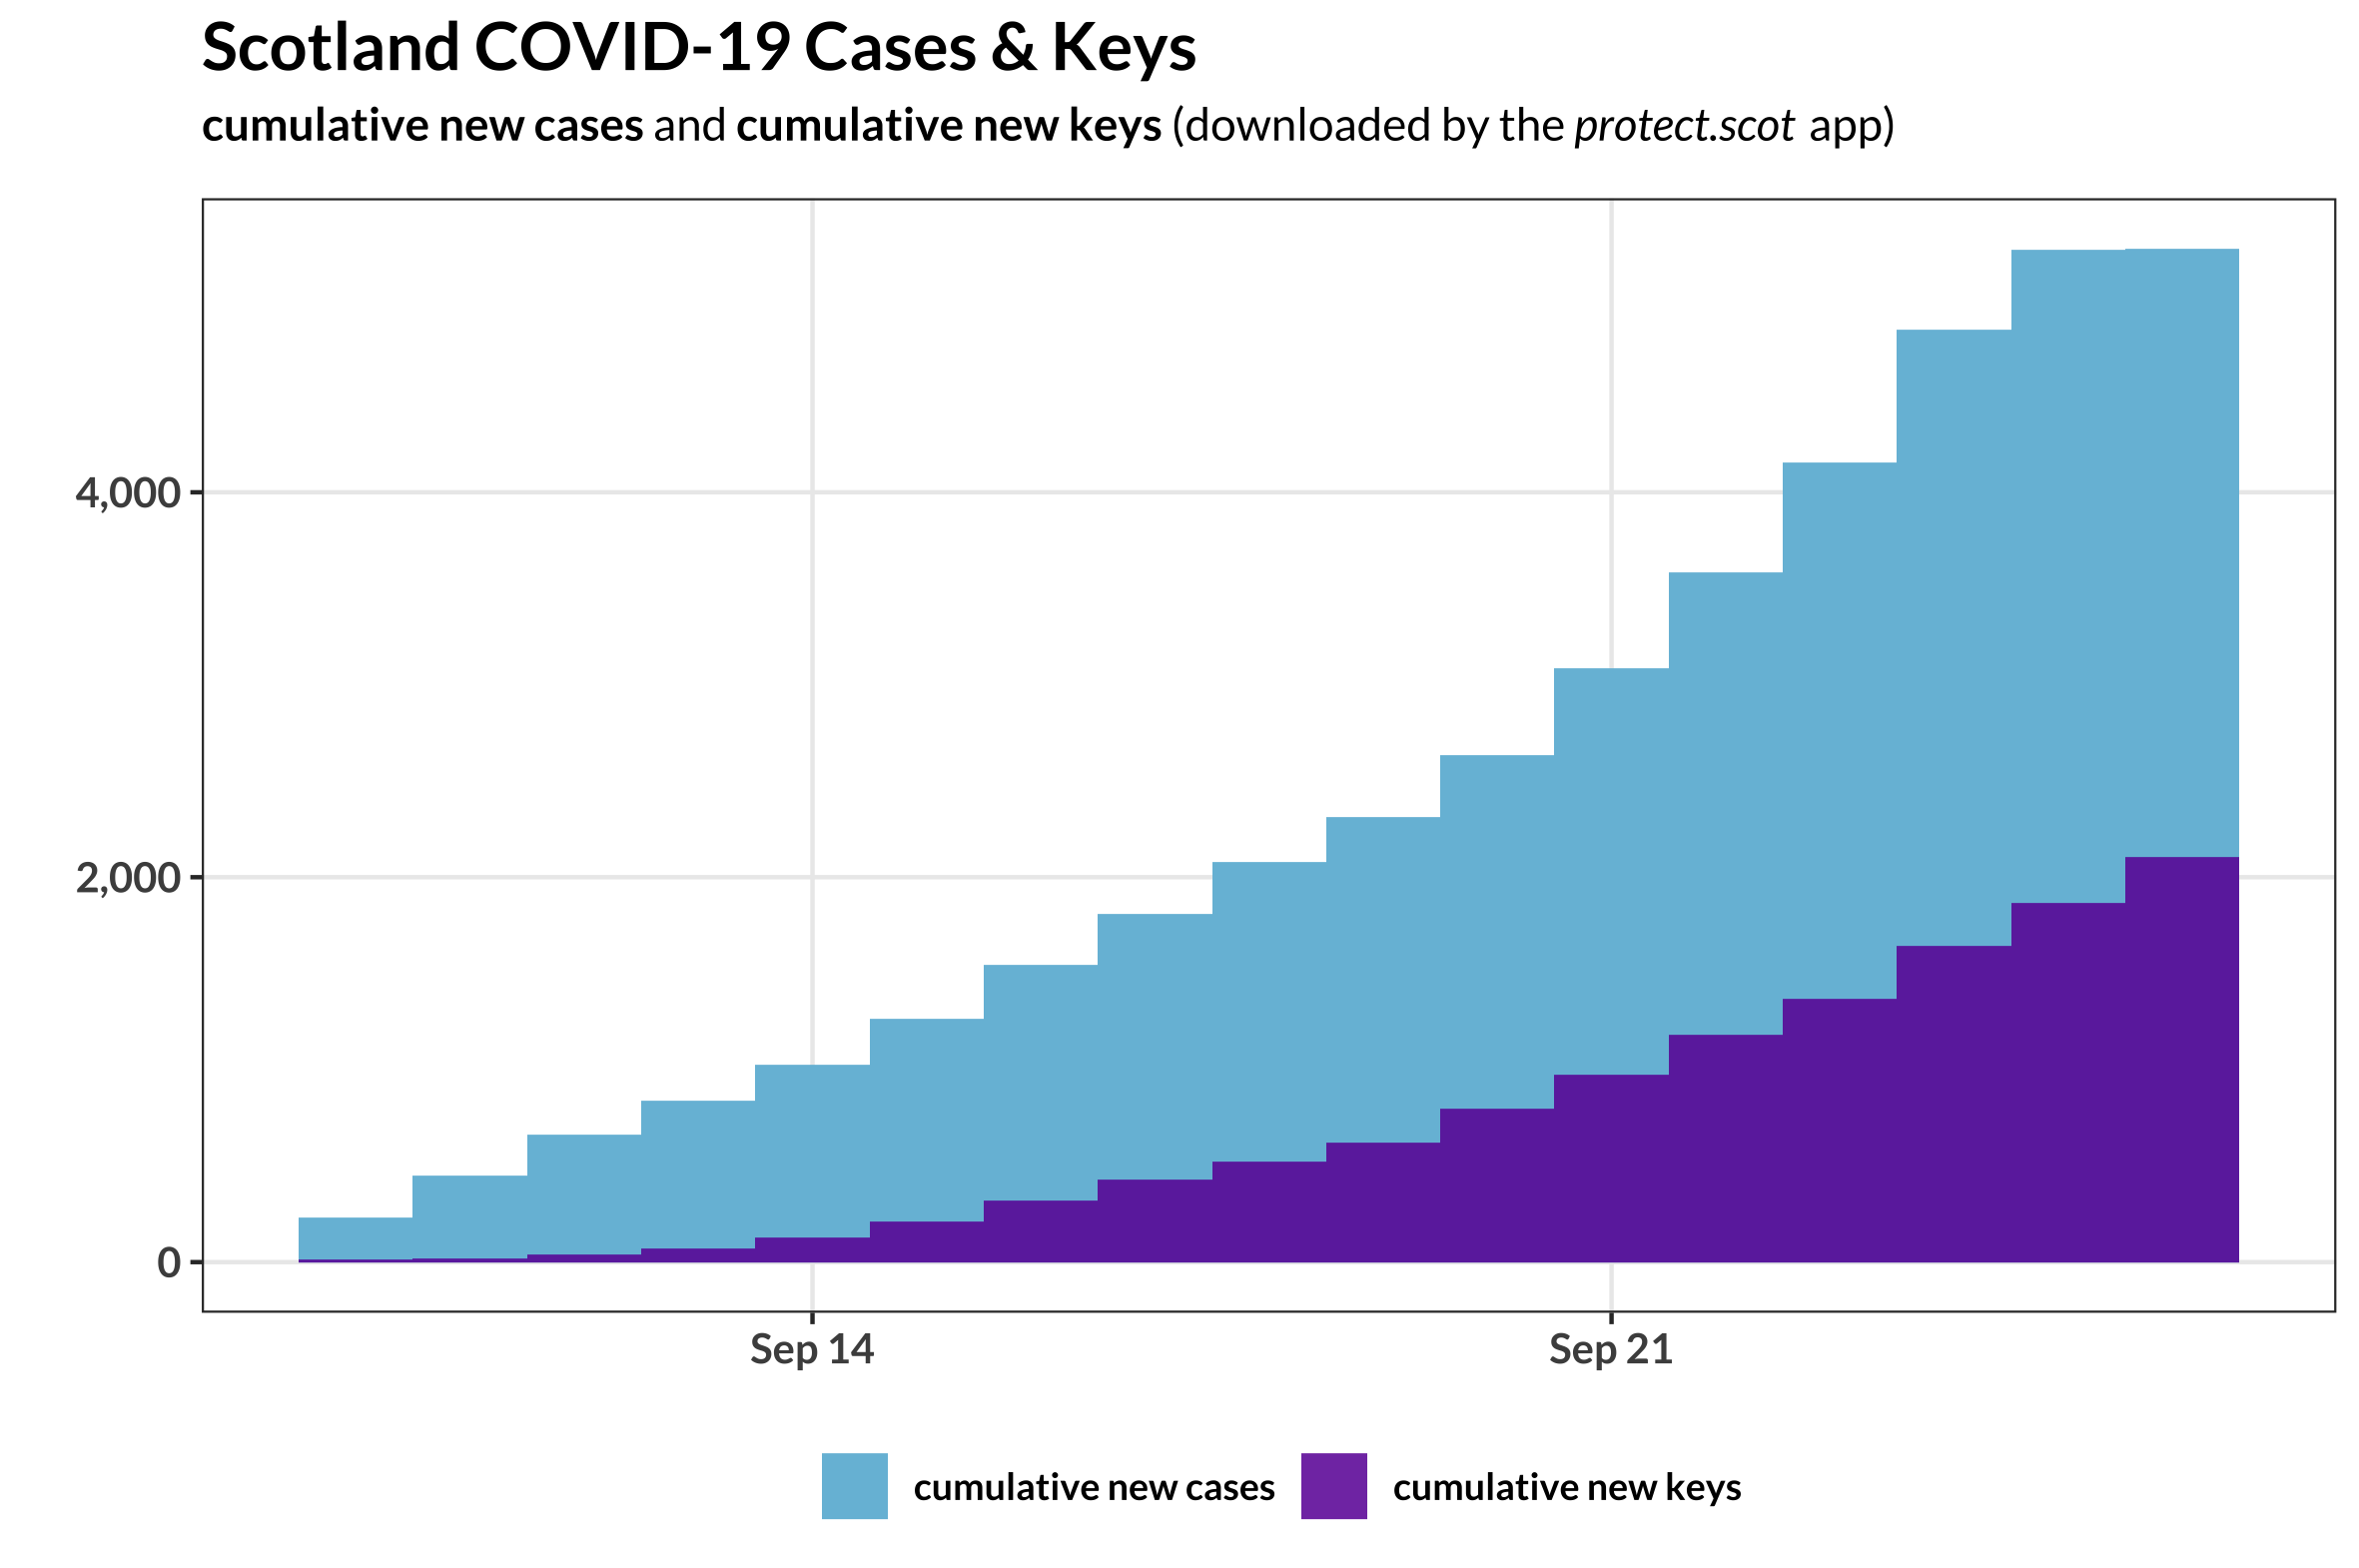 Scotland COVID-19 Cases & Keys
cumulative new cases and cumulative new keys (downloaded by the protect.scot app)
4,000
2,000
0
Sep 14
Sep 21
cumulative new cases
cumulative new keys